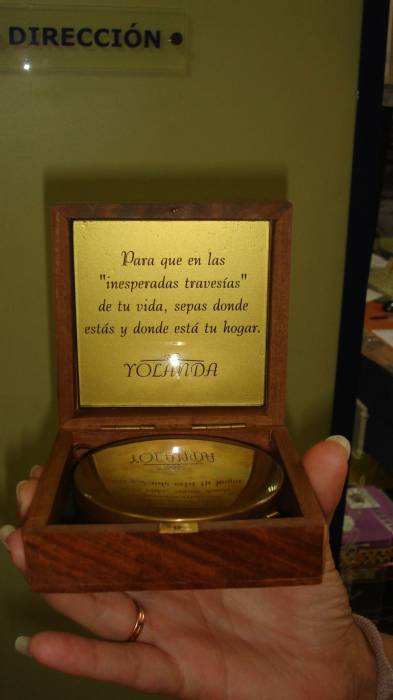 DIRECCIÓN
Para que en las
"inesperadas travesías"
de tu vida, sepas donde
estás y donde está tu hogar.
YOLANDA